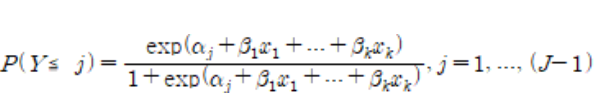 P(Y≤ j) = exp(α_j+β_1x_1+...+β_kx_k) / 1+exp(α_j+β_1x_1+...+β_kx_k), j=1, ..., (J−1)